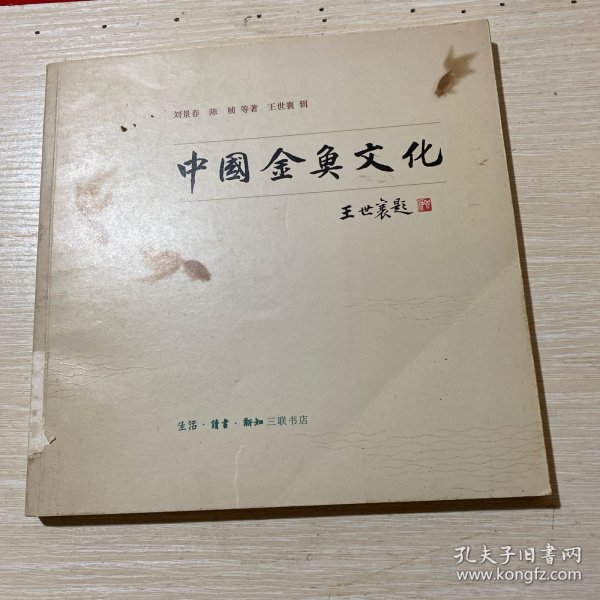 刘景春 陈 桢 等著 王世襄 辑
中國金魚文化
王世襄題
生活·讀書·新知三联书店
孔夫子旧书网
www.kongfz.com